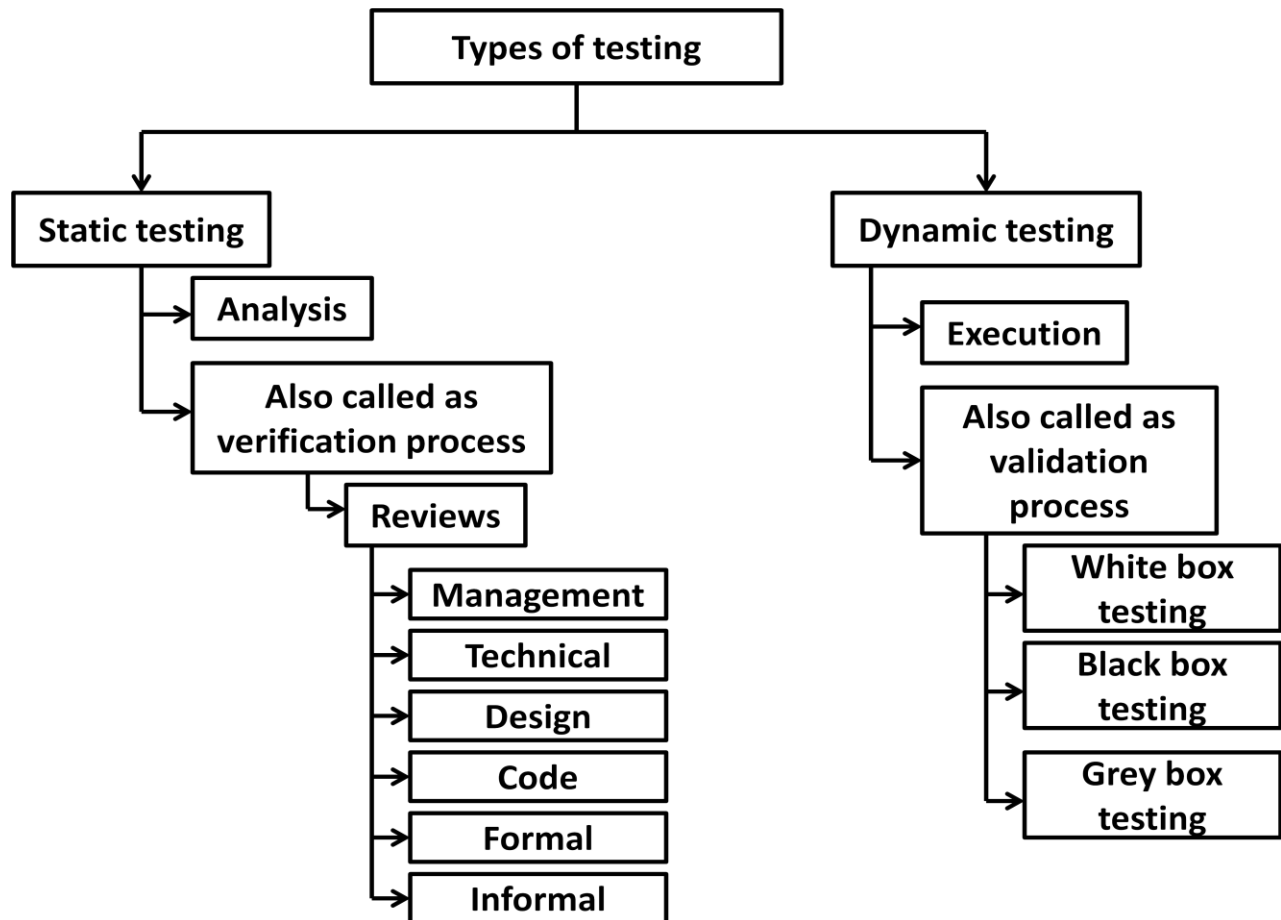 Types of testing
Static testing
Analysis
Also called as
verification process
Reviews
Management
Technical
Design
Code
Formal
Informal
Dynamic testing
Execution
Also called as
validation
process
White box
testing
Black box
testing
Grey box
testing